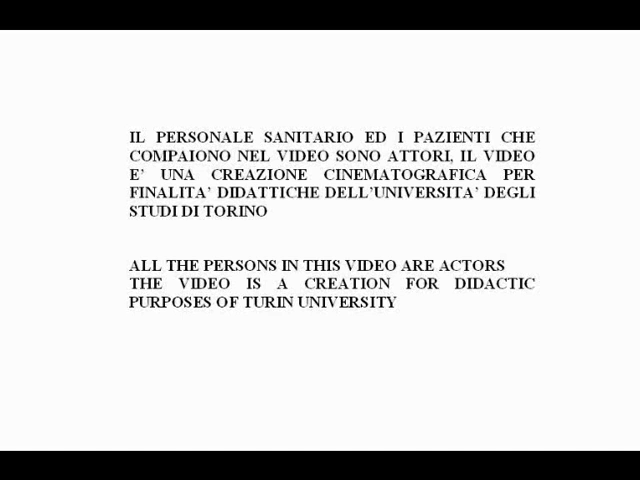 IL PERSONALE SANITARIO ED I PAZIENTI CHE
COMPAIONO NEL VIDEO SONO ATTORI, IL VIDEO
E' UNA CREAZIONE CINEMATOGRAFICA PER
FINALITA' DIDATTICHE DELL'UNIVERSITA' DEGLI
STUDI DI TORINO
ALL THE PERSONS IN THIS VIDEO ARE ACTORS
THE VIDEO IS A CREATION FOR DIDACTIC
PURPOSES OF TURIN UNIVERSITY